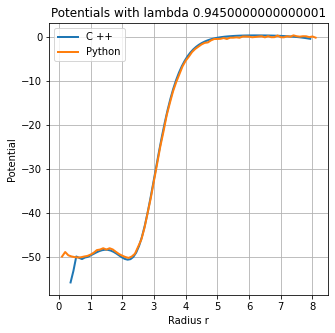 Potentials with lambda 0.9450000000000001
C ++
Python
0
−10
−20
−30
−40
−50
Potential
0 1 2 3 4 5 6 7 8
Radius r